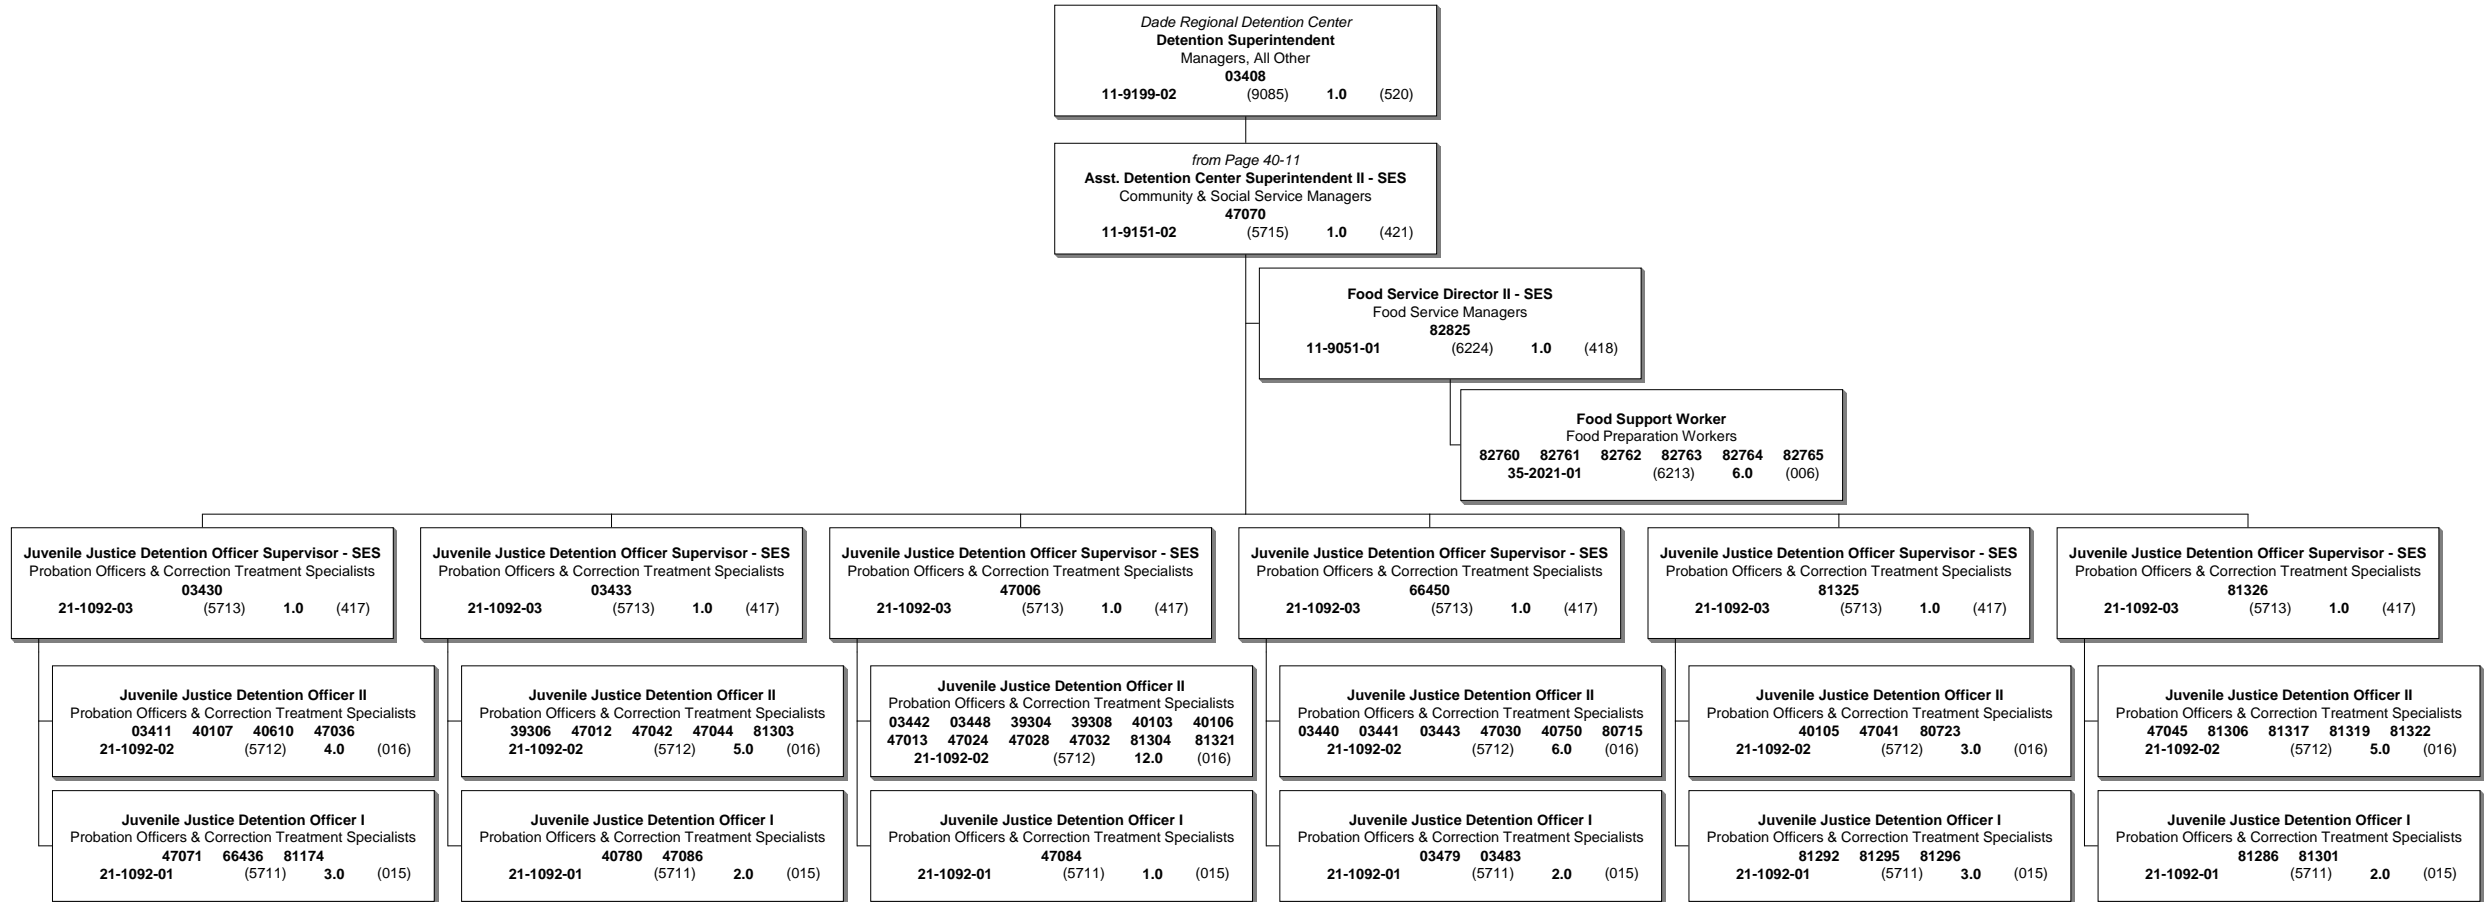 Dade Regional Detention Center
Detention Superintendent
Managers, All Other
03408
11-9199-02 (9085) 1.0 (520)
from Page 40-11
Asst. Detention Center Superintendent II - SES
Community & Social Service Managers
47070
11-9151-02 (5715) 1.0 (421)
Food Service Director II - SES
Food Service Managers
82825
11-9051-01 (6224) 1.0 (418)
Food Support Worker
Food Preparation Workers
82760 82761 82762 82763 82764 82765
35-2021-01 (6213) 6.0 (006)
Juvenile Justice Detention Officer Supervisor - SES
Probation Officers & Correction Treatment Specialists
03430
21-1092-03 (5713) 1.0 (417)
Juvenile Justice Detention Officer II
Probation Officers & Correction Treatment Specialists
03411 40107 40610 47036
21-1092-02 (5712) 4.0 (016)
Juvenile Justice Detention Officer I
Probation Officers & Correction Treatment Specialists
47071 66436 81174
21-1092-01 (5711) 3.0 (015)
Juvenile Justice Detention Officer Supervisor - SES
Probation Officers & Correction Treatment Specialists
03433
21-1092-03 (5713) 1.0 (417)
Juvenile Justice Detention Officer II
Probation Officers & Correction Treatment Specialists
39306 47012 47042 47044 81303
21-1092-02 (5712) 5.0 (016)
Juvenile Justice Detention Officer I
Probation Officers & Correction Treatment Specialists
40780 47086
21-1092-01 (5711) 2.0 (015)
Juvenile Justice Detention Officer Supervisor - SES
Probation Officers & Correction Treatment Specialists
47006
21-1092-03 (5713) 1.0 (417)
Juvenile Justice Detention Officer II
Probation Officers & Correction Treatment Specialists
03442 03448 39304 39308 40103 40106
47013 47024 47028 47032 81304 81321
21-1092-02 (5712) 12.0 (016)
Juvenile Justice Detention Officer I
Probation Officers & Correction Treatment Specialists
47084
21-1092-01 (5711) 1.0 (015)
Juvenile Justice Detention Officer Supervisor - SES
Probation Officers & Correction Treatment Specialists
66450
21-1092-03 (5713) 1.0 (417)
Juvenile Justice Detention Officer II
Probation Officers & Correction Treatment Specialists
03440 03441 03443 47030 40750 80715
21-1092-02 (5712) 6.0 (016)
Juvenile Justice Detention Officer I
Probation Officers & Correction Treatment Specialists
03479 03483
21-1092-01 (5711) 2.0 (015)
Juvenile Justice Detention Officer Supervisor - SES
Probation Officers & Correction Treatment Specialists
81325
21-1092-03 (5713) 1.0 (417)
Juvenile Justice Detention Officer II
Probation Officers & Correction Treatment Specialists
40105 47041 80723
21-1092-02 (5712) 3.0 (016)
Juvenile Justice Detention Officer I
Probation Officers & Correction Treatment Specialists
81292 81295 81296
21-1092-01 (5711) 3.0 (015)
Juvenile Justice Detention Officer Supervisor - SES
Probation Officers & Correction Treatment Specialists
81326
21-1092-03 (5713) 1.0 (417)
Juvenile Justice Detention Officer II
Probation Officers & Correction Treatment Specialists
47045 81306 81317 81319 81322
21-1092-02 (5712) 5.0 (016)
Juvenile Justice Detention Officer I
Probation Officers & Correction Treatment Specialists
81286 81301
21-1092-01 (5711) 2.0 (015)